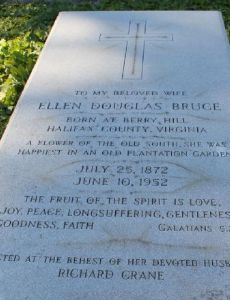 TO MY BELOVED WIFE
ELLEN DOUGLAS BRUCE
BORN AT BERRY HILL
HALIFAX COUNTY, VIRGINIA
A FLOWER OF THE OLD SOUTH, SHE WAS
HAPPIEST IN AN OLD PLANTATION GARDEN
JULY 25, 1872
JUNE 10, 1952
THE FRUIT OF THE SPIRIT IS LOVE,
JOY, PEACE, LONGSUFFERING, GENTLENES
GOODNESS, FAITH GALATIANS 5:
AT THE BEHEST OF HER DEVOTED HUS
RICHARD CRANE